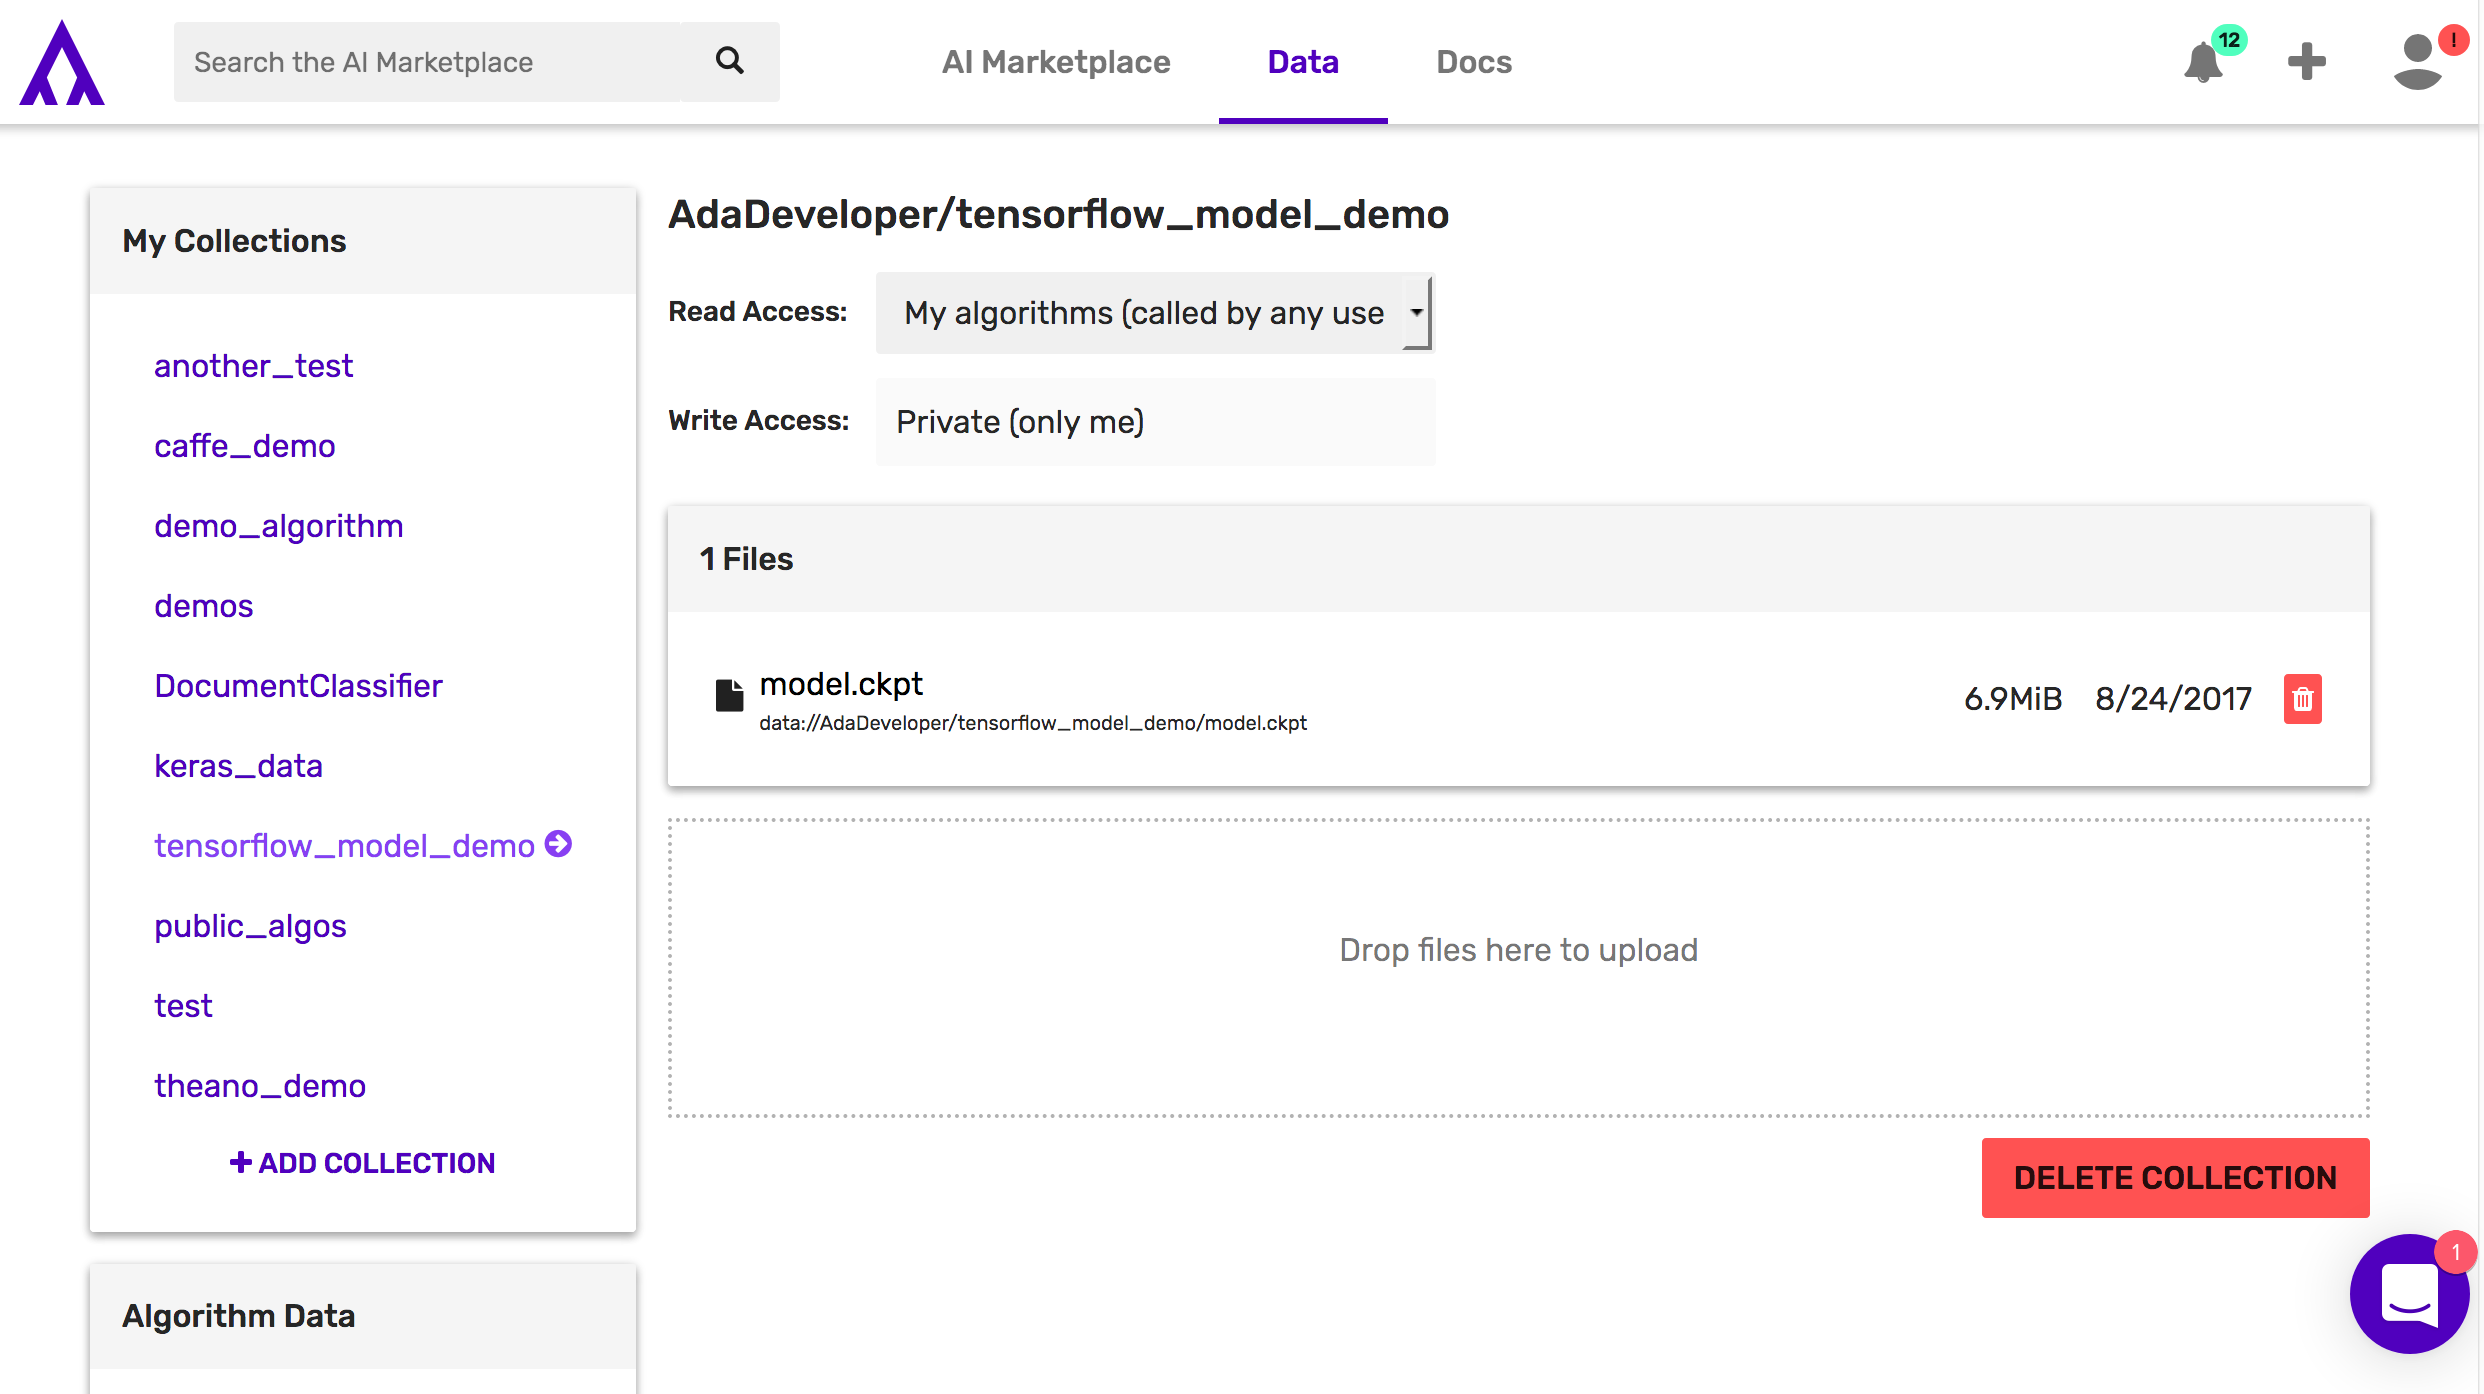 Search the AI Marketplace
AI Marketplace
Data
Docs
12
!
My Collections
another_test
caffe_demo
demo_algorithm
demos
DocumentClassifier
keras_data
tensorflow_model_demo
public_algos
test
theano_demo
ADD COLLECTION
Algorithm Data
AdaDeveloper/tensorflow_model_demo
Read Access: My algorithms (called by any use
Write Access: Private (only me)
1 Files
model.ckpt
data://AdaDeveloper/tensorflow_model_demo/model.ckpt
6.9MiB 8/24/2017
Drop files here to upload
DELETE COLLECTION
1